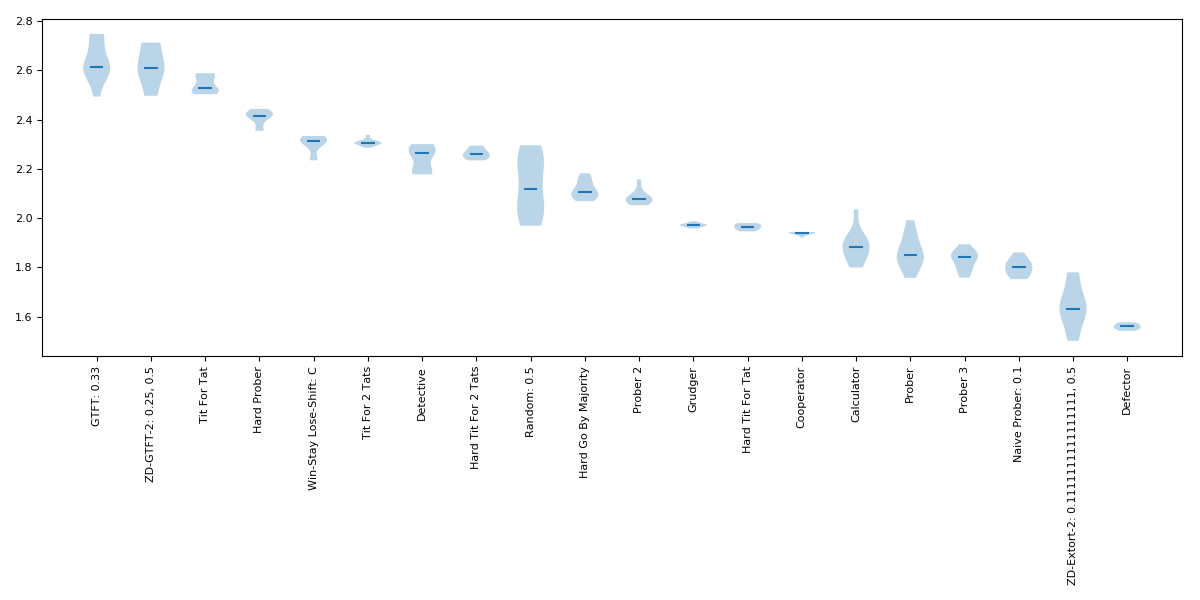 2.8
2.6
2.4
2.2
2.0
1.8
1.6
GTFT: 0.33
ZD-GTFT-2: 0.25, 0.5
Tit For Tat
Hard Prober
Win-Stay Lose-Shift: C
Tit For 2 Tats
Detective
Hard Tit For 2 Tats
Random: 0.5
Hard Go By Majority
Prober 2
Grudger
Hard Tit For Tat
Cooperator
Calculator
Prober
Prober 3
Naive Prober: 0.1
ZD-Extort-2: 0.1111111111111111, 0.5
Defector